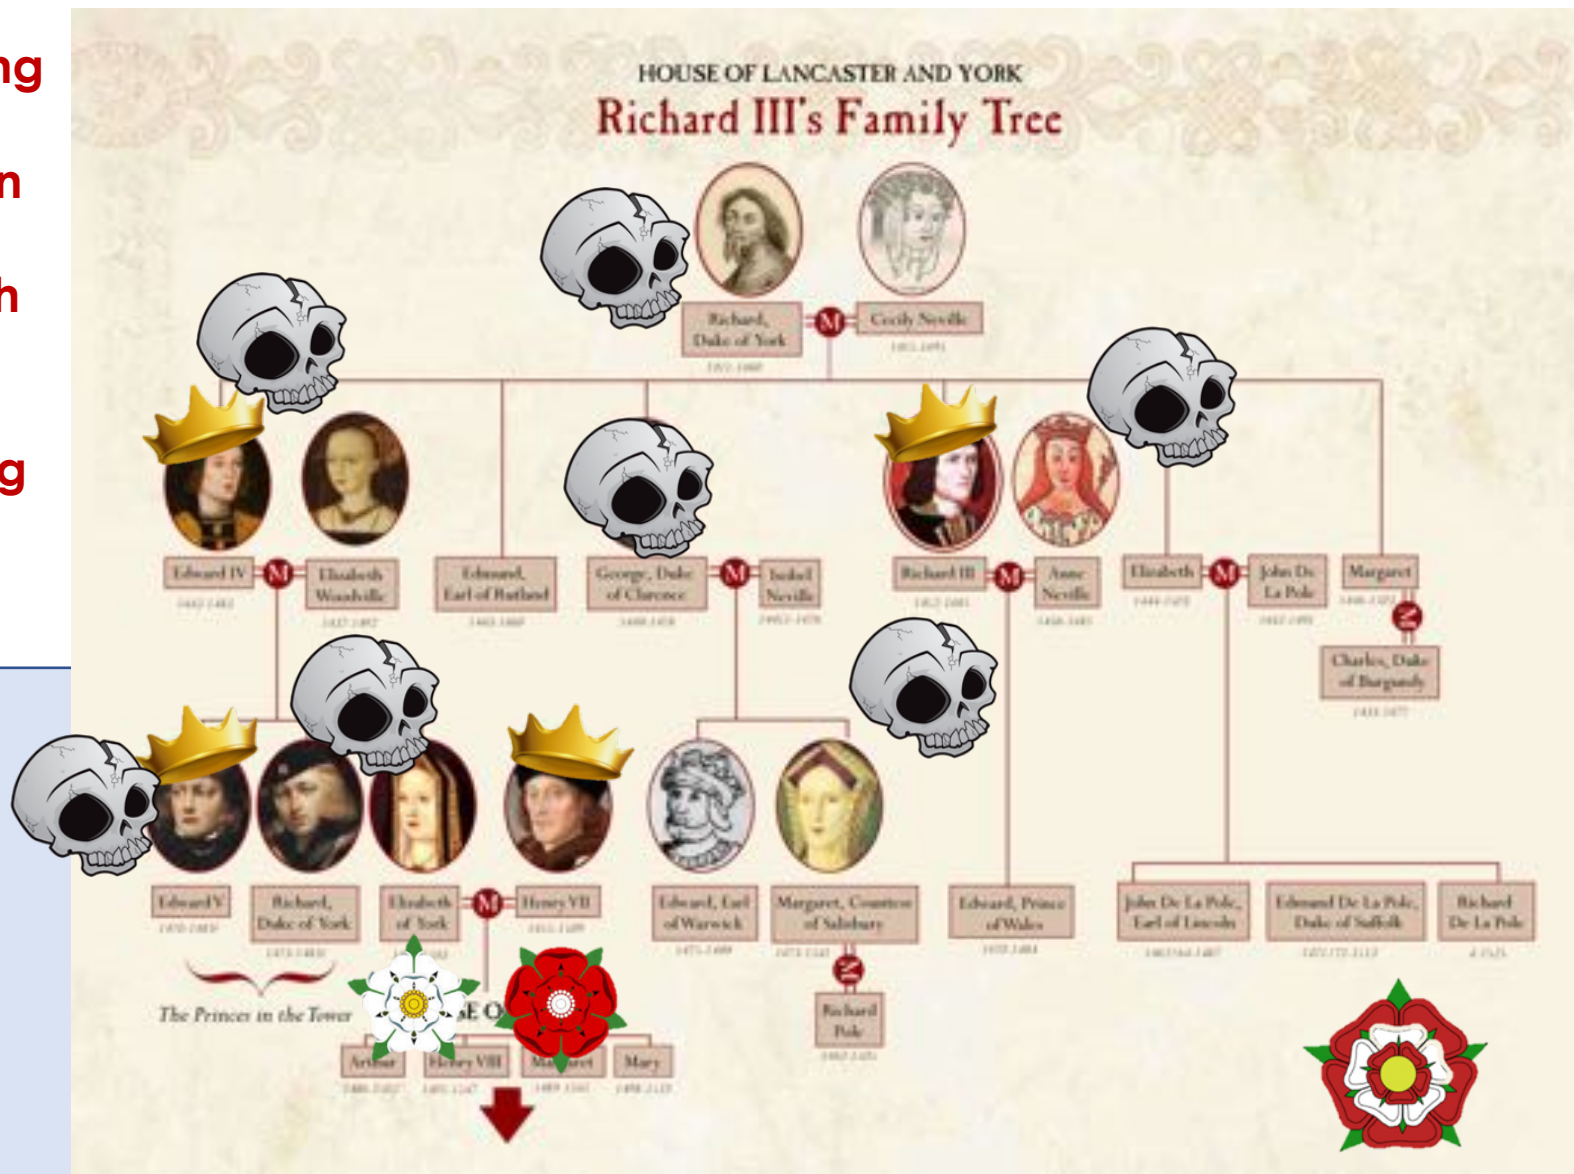 ng
n
h
g
HOUSE OF LANCASTER AND YORK
Richard III's Family Tree
Richard,
Duke of York
M
Cecily Neville
Edward IV
M
Elizabeth
Woodville
Edmund,
Earl of Rutland
George, Duke
of Clarence
M
Isobel
Neville
Richard III
M
Anne
Neville
Elizabeth
M
John De
La Pole
Margaret
M
Charles, Duke
of Burgundy
Edward V
Richard,
Duke of York
Elizabeth
of York
M
Henry VII
Edward, Earl
of Warwick
Margaret, Countess
of Salisbury
Edward, Prince
of Wales
John De La Pole,
Earl of Lincoln
Edmund De La Pole,
Duke of Suffolk
Richard
De La Pole
M
Richard
Pole
The Princes in the Tower
SE O
Arthur
Henry VIII
Margaret
Mary